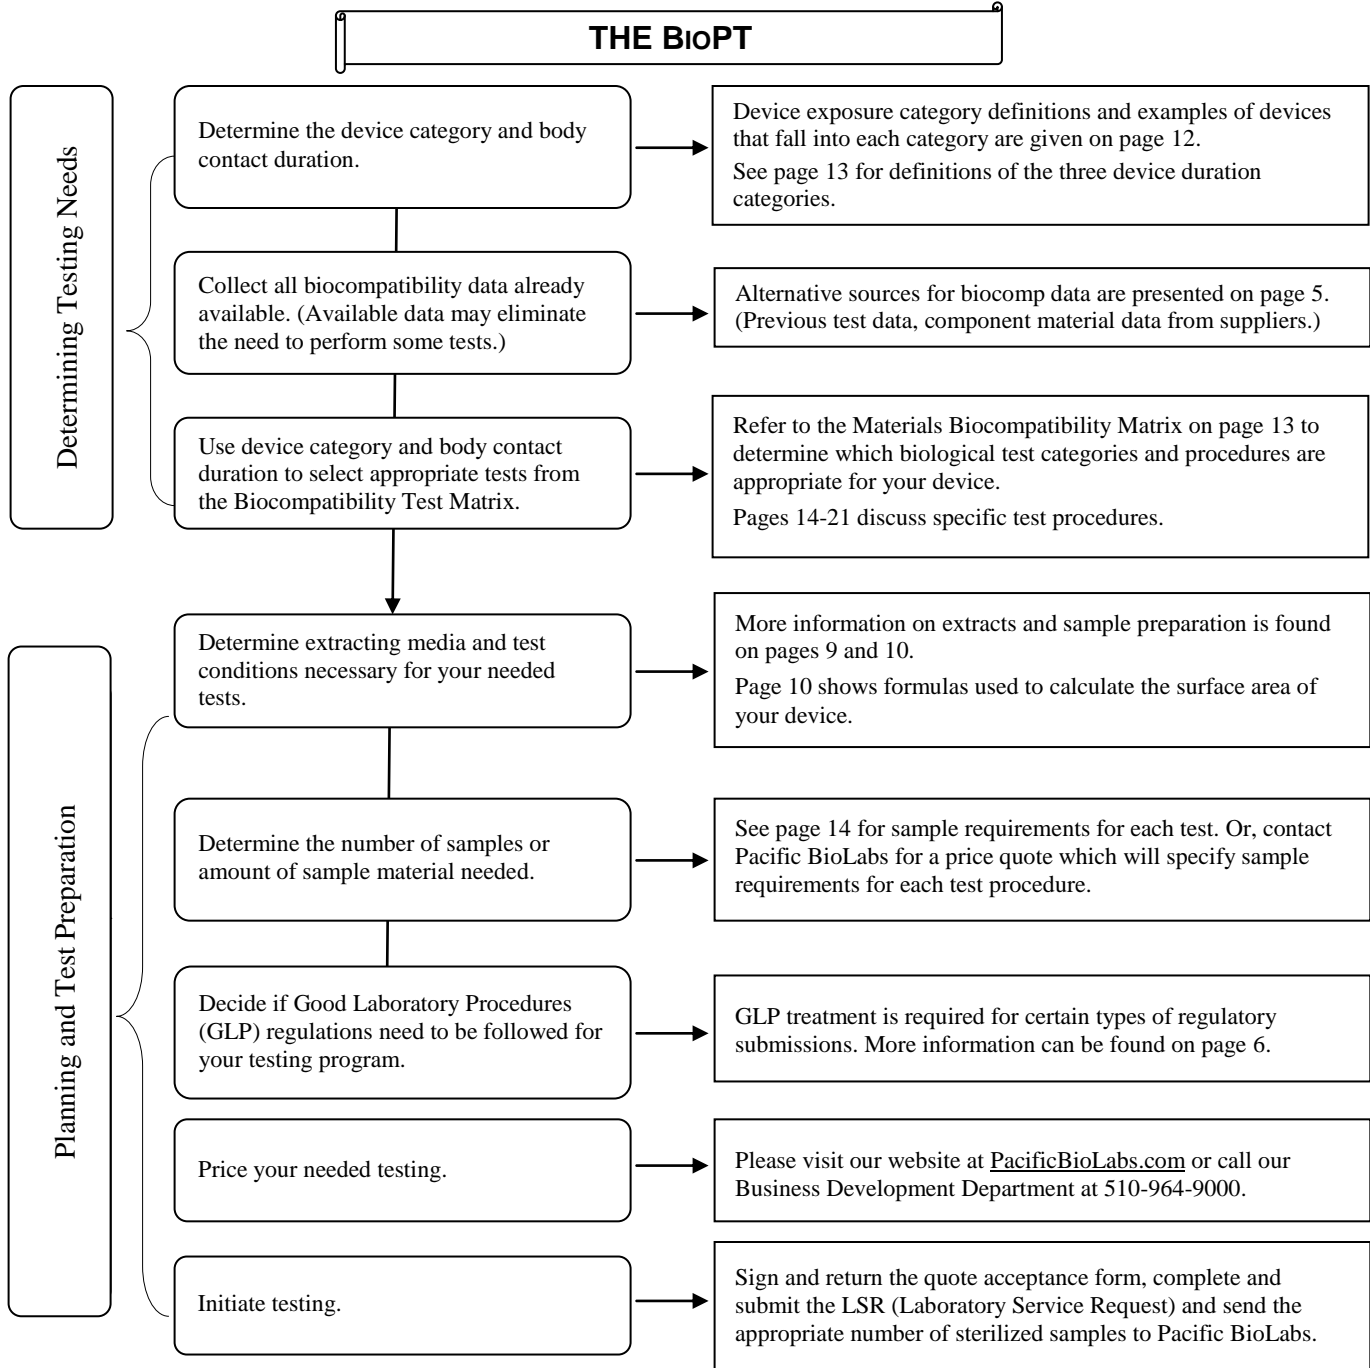 THE BIOPT
Determining Testing Needs
Determine the device category and body
contact duration.
Device exposure category definitions and examples of devices
that fall into each category are given on page 12.
See page 13 for definitions of the three device duration
categories.
Collect all biocompatibility data already
available. (Available data may eliminate
the need to perform some tests.)
Alternative sources for biocomp data are presented on page 5.
(Previous test data, component material data from suppliers.)
Use device category and body contact
duration to select appropriate tests from
the Biocompatibility Test Matrix.
Refer to the Materials Biocompatibility Matrix on page 13 to
determine which biological test categories and procedures are
appropriate for your device.
Pages 14-21 discuss specific test procedures.
Planning and Test Preparation
Determine extracting media and test
conditions necessary for your needed
tests.
More information on extracts and sample preparation is found
on pages 9 and 10.
Page 10 shows formulas used to calculate the surface area of
your device.
Determine the number of samples or
amount of sample material needed.
See page 14 for sample requirements for each test. Or, contact
Pacific BioLabs for a price quote which will specify sample
requirements for each test procedure.
Decide if Good Laboratory Procedures
(GLP) regulations need to be followed for
your testing program.
GLP treatment is required for certain types of regulatory
submissions. More information can be found on page 6.
Price your needed testing.
Please visit our website at PacificBioLabs.com or call our
Business Development Department at 510-964-9000.
Initiate testing.
Sign and return the quote acceptance form, complete and
submit the LSR (Laboratory Service Request) and send the
appropriate number of sterilized samples to Pacific BioLabs.